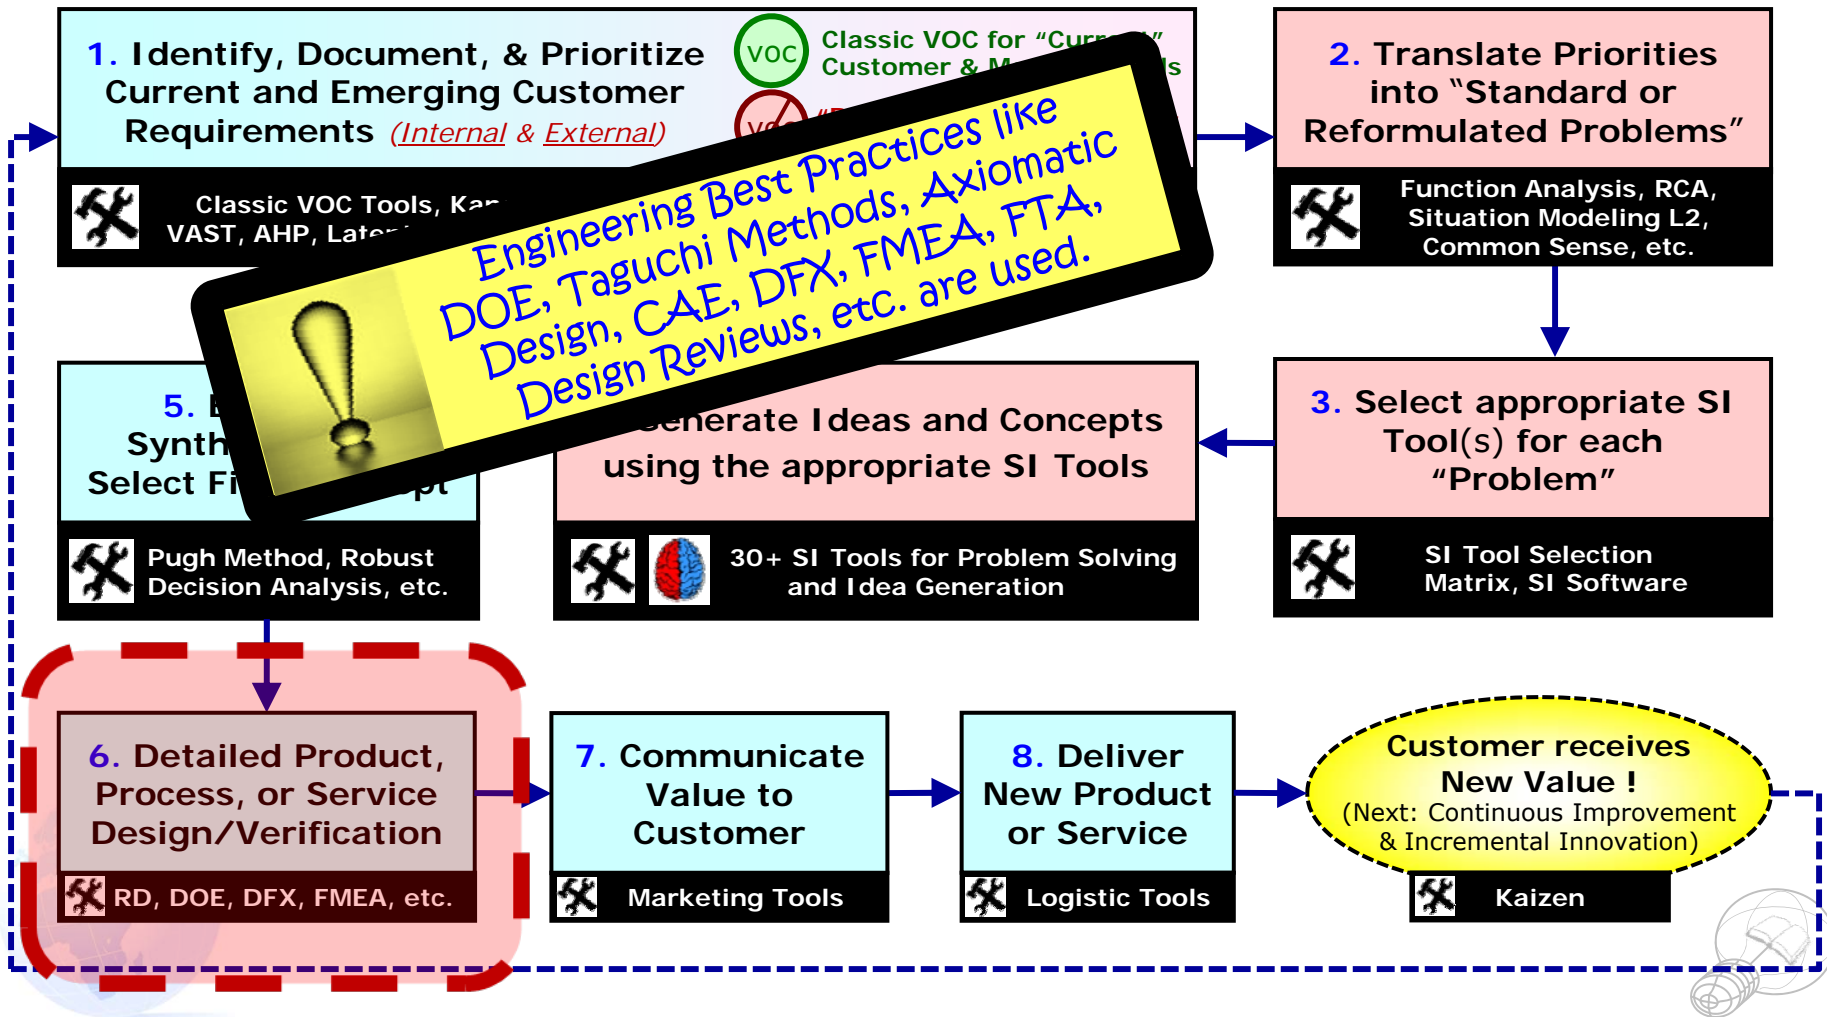 1. Identify, Document, & Prioritize
Current and Emerging Customer
Requirements (Internal & External)
VOC
Classic VOC for “Current”
Customer &
Classic VOC Tools,
VAST, AHP,
2. Translate Priorities
into “Standard or
Reformulated Problems”
Function Analysis, RCA,
Situation Modeling L2,
Common Sense, etc.
Engineering Best Practices like
DOE, Taguchi Methods, Axiomatic
Design, CAE, DFX, FMEA, FTA,
Design Reviews, etc. are used.
3. Select appropriate SI
Tool(s) for each
“Problem”
SI Tool Selection
Matrix, SI Software
Generate Ideas and Concepts
using the appropriate SI Tools
30+ SI Tools for Problem Solving
and Idea Generation
5.
Select
Pugh Method, Robust
Decision Analysis, etc.
6. Detailed Product,
Process, or Service
Design/Verification
RD, DOE, DFX, FMEA, etc.
7. Communicate
Value to
Customer
Marketing Tools
8. Deliver
New Product
or Service
Logistic Tools
Customer receives
New Value !
(Next: Continuous Improvement
& Incremental Innovation)
Kaizen